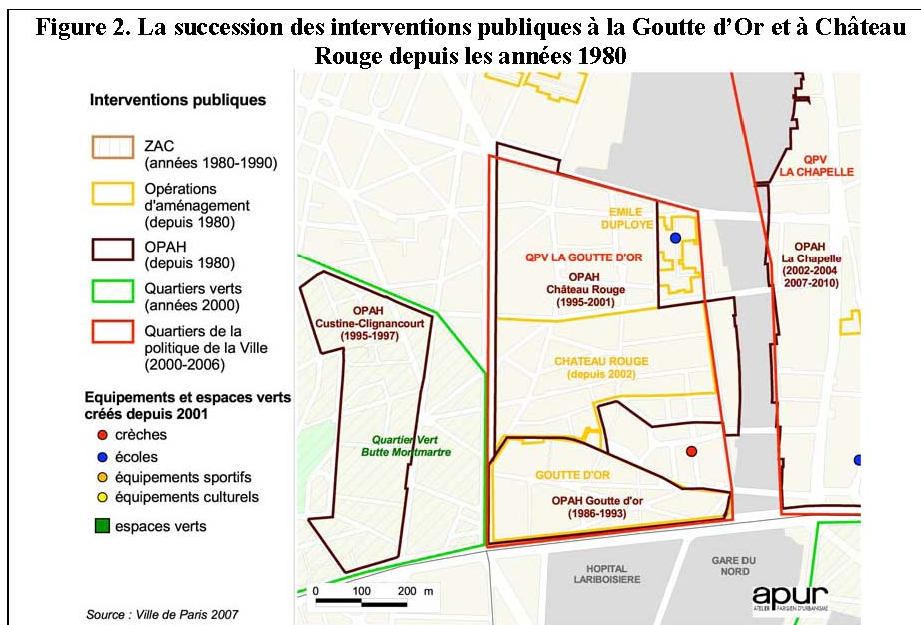 Figure 2. La succession des interventions publiques à la Goutte d’Or et à Château
Rouge depuis les années 1980
Interventions publiques
ZAC
(années 1980-1990)
Opérations
d'aménagement
(depuis 1980)
OPAH
(depuis 1980)
Quartiers verts
(années 2000)
Quartiers de la
politique de la Ville
(2000-2006)
Equipements et espaces verts
créés depuis 2001
crèches
écoles
équipements sportifs
équipements culturels
espaces verts
Source : Ville de Paris 2007
QPV
LA CHAPELLE
EMILE
DUPLOYE
QPV LA GOUTTE D'OR
OPAH
Château Rouge
(1995-2001)
OPAH
La Chapelle
(2002-2004
2007-2010)
OPAH
Custine-Clignancourt
(1995-1997)
CHATEAU ROUGE
(depuis 2002)
Quartier Vert
Butte Montmartre
GOUTTE D'OR
OPAH Goutte d'or
(1986-1993)
HOPITAL
LARIBOISIERE
GARE DU
NORD
0 100 200 m
apur
ATELIER PARISIEN D'URBANISME